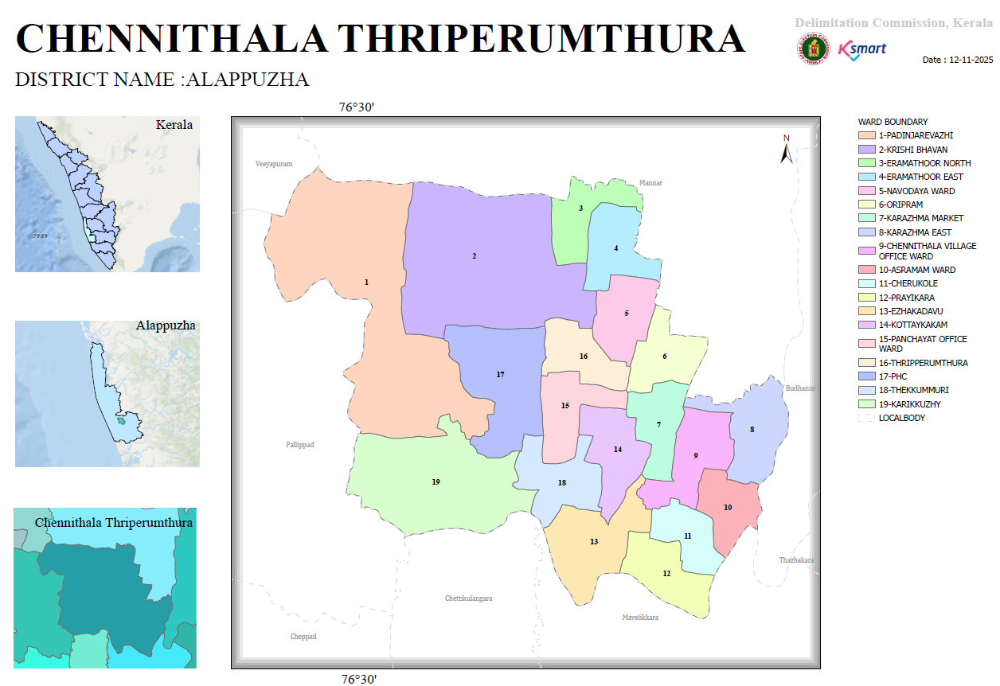 CHENNITHALA THRIPERUMTHURA
DISTRICT NAME :ALAPPUZHA
Delimitation Commission, Kerala
Ksmart
Date : 12-11-2025
Kerala
2989
Alappuzha
Chennithala Thriperumthura
76°30'
N
Veeyapuram
Mannar
3
4
2
1
5
16
6
17
Budhanur
15
7
8
Pallippad
14
9
19
18
10
11
13
Thazhakara
12
Chettikulangara
Mavelikkara
Cheppad
76°30'
WARD BOUNDARY
1-PADINJAREVAZHI
2-KRISHI BHAVAN
3-ERAMATHOOR NORTH
4-ERAMATHOOR EAST
5-NAVODAYA WARD
6-ORIPRAM
7-KARAZHMA MARKET
8-KARAZHMA EAST
9-CHENNITHALA VILLAGE
OFFICE WARD
10-ASRAMAM WARD
11-CHERUKOLE
12-PRAYIKARA
13-EZHAKADAVU
14-KOTTAYKAKAM
15-PANCHAYAT OFFICE
WARD
16-THRIPPERUMTHURA
17-PHC
18-THEKKUMMURI
19-KARIKKUZHY
LOCALBODY